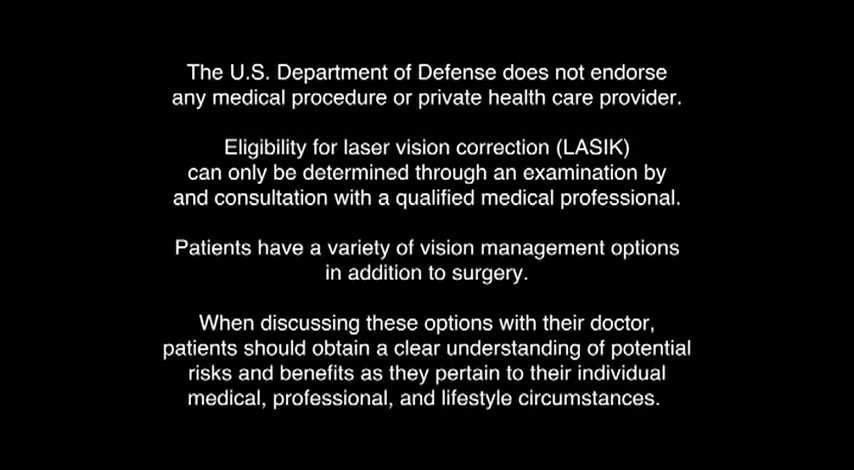 The U.S. Department of Defense does not endorse
any medical procedure or private health care provider.
Eligibility for laser vision correction (LASIK)
can only be determined through an examination by
and consultation with a qualified medical professional.
Patients have a variety of vision management options
in addition to surgery.
When discussing these options with their doctor,
patients should obtain a clear understanding of potential
risks and benefits as they pertain to their individual
medical, professional, and lifestyle circumstances.